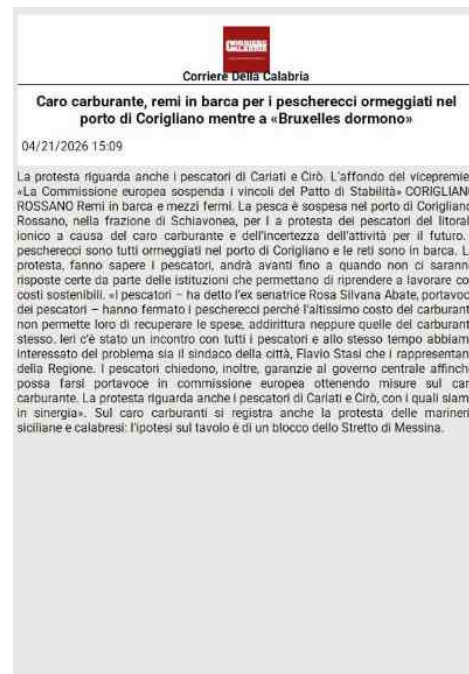 CORRIERE
CALABRIA
Corriere Della Calabria
Caro carburante, remi in barca per i pescherecci ormeggiati nel
porto di Corigliano mentre a «Bruxelles dormono»
04/21/2026 15:09
La protesta riguarda anche i pescatori di Cariati e Cirò. L'affondo del vicepremie
«La Commissione europea sospenda i vincoli del Patto di Stabilità» CORIGLIAN
ROSSANO Remi in barca e mezzi fermi. La pesca è sospesa nel porto di Coriglian
Rossano, nella frazione di Schiavonea, per l a protesta dei pescatori del litoral
ionico a causa del caro carburante e dell'incertezza dell'attività per il futuro.
pescherecci sono tutti ormeggiati nel porto di Corigliano e le reti sono in barca. L
protesta, fanno sapere i pescatori, andrà avanti fino a quando non ci sarann
risposte certe da parte delle istituzioni che permettano di riprendere a lavorare co
costi sostenibili. «I pescatori – ha detto l'ex senatrice Rosa Silvana Abate, portavoc
dei pescatori – hanno fermato i pescherecci perché l'altissimo costo del carburant
non permette loro di recuperare le spese, addirittura neppure quelle del carburant
stesso. Ieri c'è stato un incontro con tutti i pescatori e allo stesso tempo abbiam
interessato del problema sia il sindaco della città, Flavio Stasi che i rappresentan
della Regione. I pescatori chiedono, inoltre, garanzie al governo centrale affinch
possa farsi portavoce in commissione europea ottenendo misure sul car
carburante. La protesta riguarda anche i pescatori di Cariati e Cirò, con i quali siam
in sinergia». Sul caro carburanti si registra anche la protesta delle mariner
siciliane e calabresi: l'ipotesi sul tavolo è di un blocco dello Stretto di Messina.